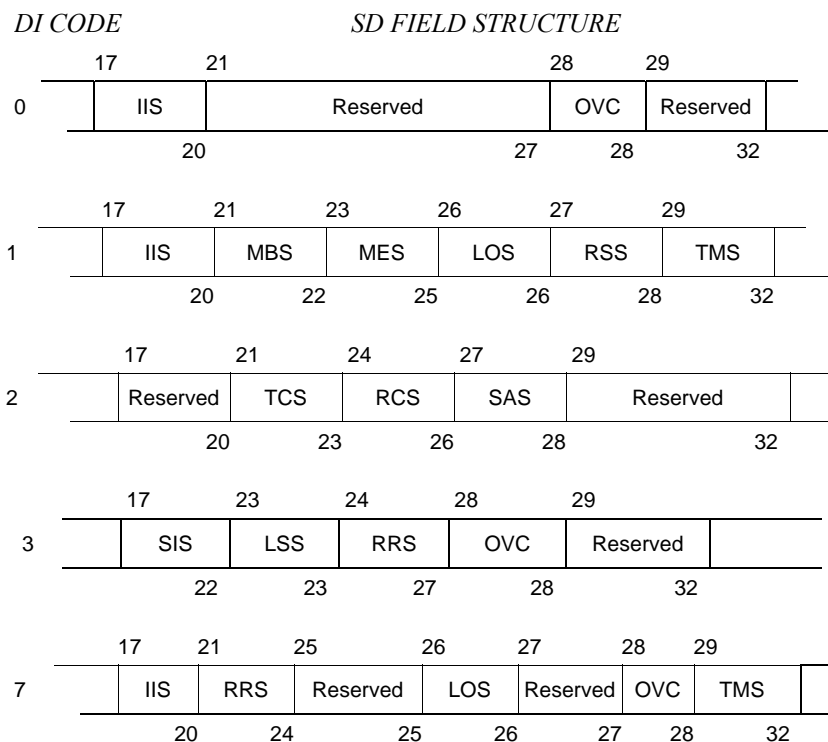 DI CODE SD FIELD STRUCTURE
17 21 28 29
0 IIS Reserved OVC Reserved
20 27 28 32
17 21 23 26 27 29
1 IIS MBS MES LOS RSS TMS
20 22 25 26 28 32
17 21 24 27 29
2 Reserved TCS RCS SAS Reserved
20 23 26 28 32
17 23 24 28 29
3 SIS LSS RRS OVC Reserved
22 23 27 28 32
17 21 25 26 27 28 29
7 IIS RRS Reserved LOS Reserved OVC TMS
20 24 25 26 27 28 32